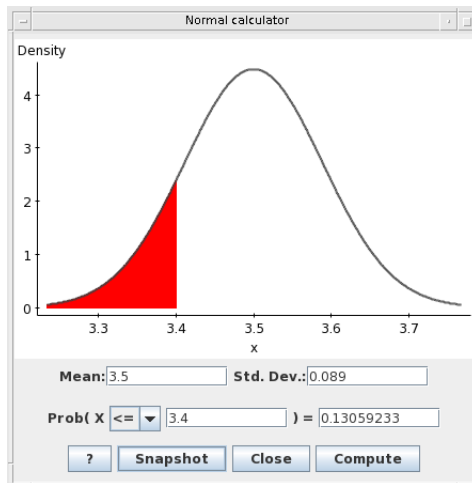 Normal calculator
Density
4
3
2
1
0
3.3 3.4 3.5 3.6 3.7
x
Mean: 3.5 Std. Dev.: 0.089
Prob( X <= 3.4 ) = 0.13059233
? Snapshot Close Compute